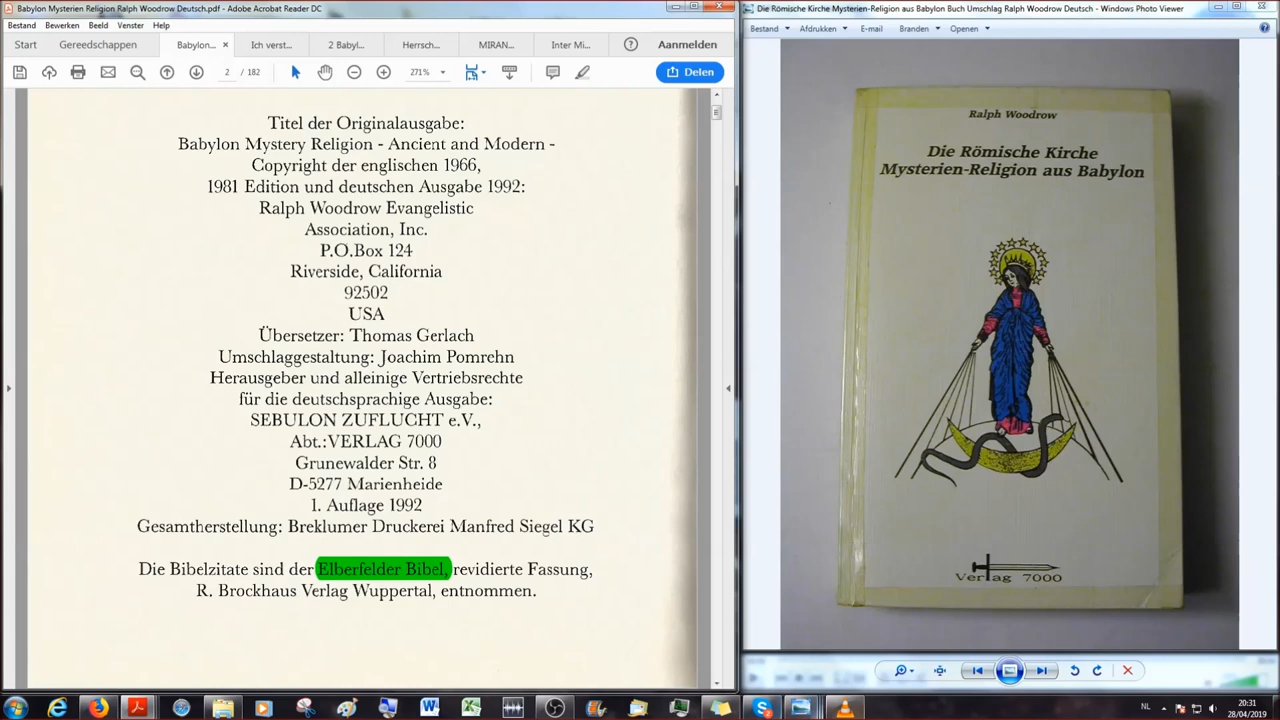 Babylon Mysterien Religion Ralph Woodrow Deutsch.pdf - Adobe Acrobat Reader DC
Bestand Bewerken Beeld Venster Help
Start Gereedschappen Babylon... × Ich verst... 2 Babyl... Herrsch... MIRAN... Inter Mi... Anmelden
2 / 182 271% Delen
Titel der Originalausgabe:
Babylon Mystery Religion - Ancient and Modern -
Copyright der englischen 1966,
1981 Edition und deutschen Ausgabe 1992:
Ralph Woodrow Evangelistic
Association, Inc.
P.O.Box 124
Riverside, California
92502
USA
Übersetzer: Thomas Gerlach
Umschlaggestaltung: Joachim Pomrehn
Herausgeber und alleinige Vertriebsrechte
für die deutschsprachige Ausgabe:
SEBULON ZUFLUCHT e.V.,
Abt.:VERLAG 7000
Grunewalder Str. 8
D-5277 Marienheide
1. Auflage 1992
Gesamtherstellung: Breklumer Druckerei Manfred Siegel KG
Die Bibelzitate sind der Elberfelder Bibel, revidierte Fassung,
R. Brockhaus Verlag Wuppertal, entnommen.
Die Römische Kirche Mysterien-Religion aus Babylon Buch Umschlag Ralph Woodrow Deutsch - Windows Photo Viewer
Bestand Afdrukken E-mail Branden Openen
Ralph Woodrow
Die Römische Kirche
Mysterien-Religion aus Babylon
Verlag 7000
NL
20:31
28/04/2019